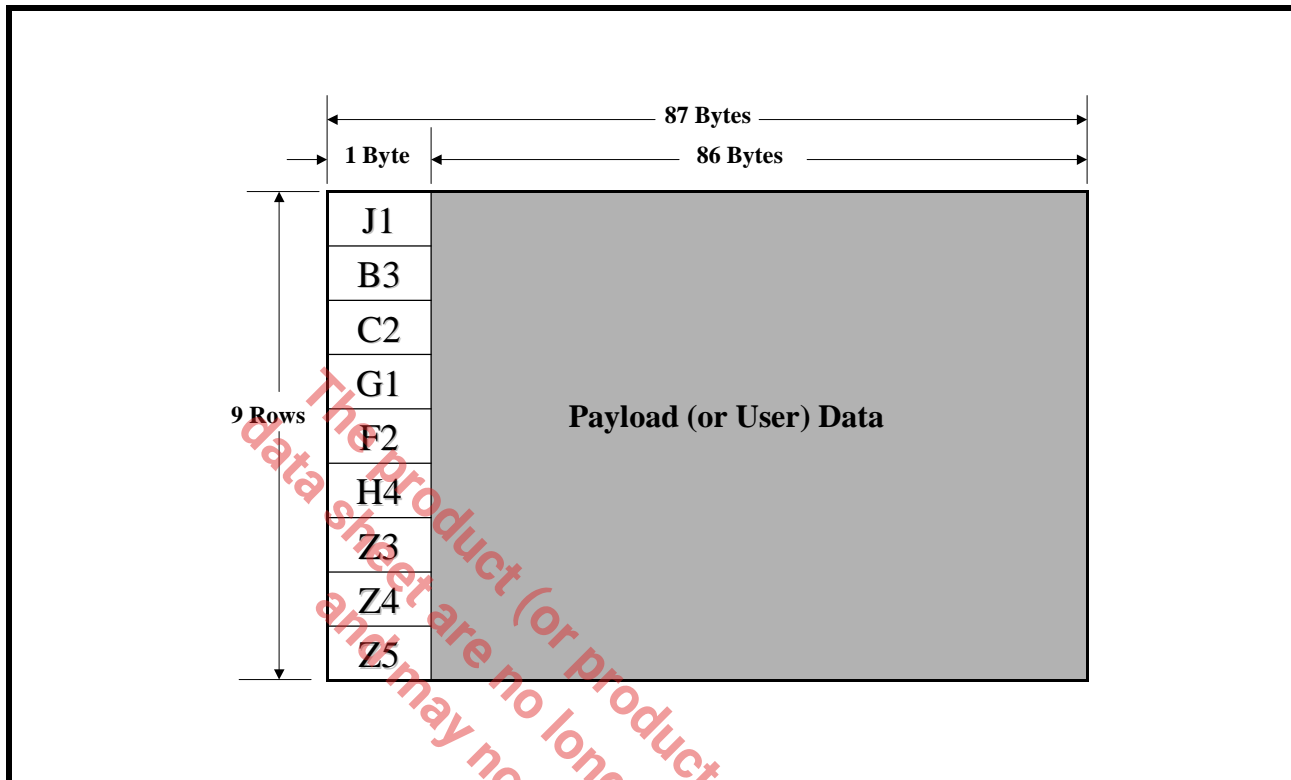 87 Bytes
1 Byte
86 Bytes
J1
B3
C2
G1
9 Rows
Payload (or User) Data
F2
H4
Z3
Z4
Z5
The product (or product
data sheet are no long
and may no